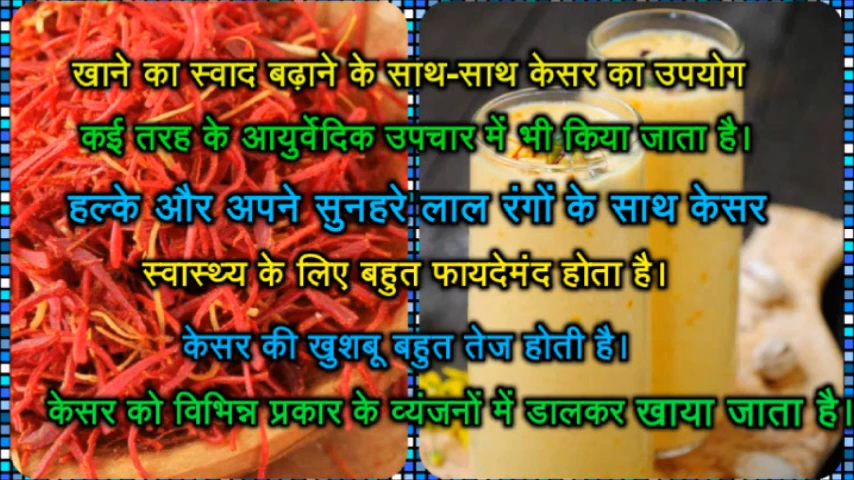 खाने का स्वाद बढ़ाने के साथ-साथ केसर का उपयोग
कई तरह के आयुर्वेदिक उपचार में भी किया जाता है।
हल्के और अपने सुनहरे लाल रंगों के साथ केसर
स्वास्थ्य के लिए बहुत फायदेमंद होता है।
केसर की खुशबू बहुत तेज होती है।
केसर को विभिन्न प्रकार के व्यंजनों में डालकर खाया जाता है।